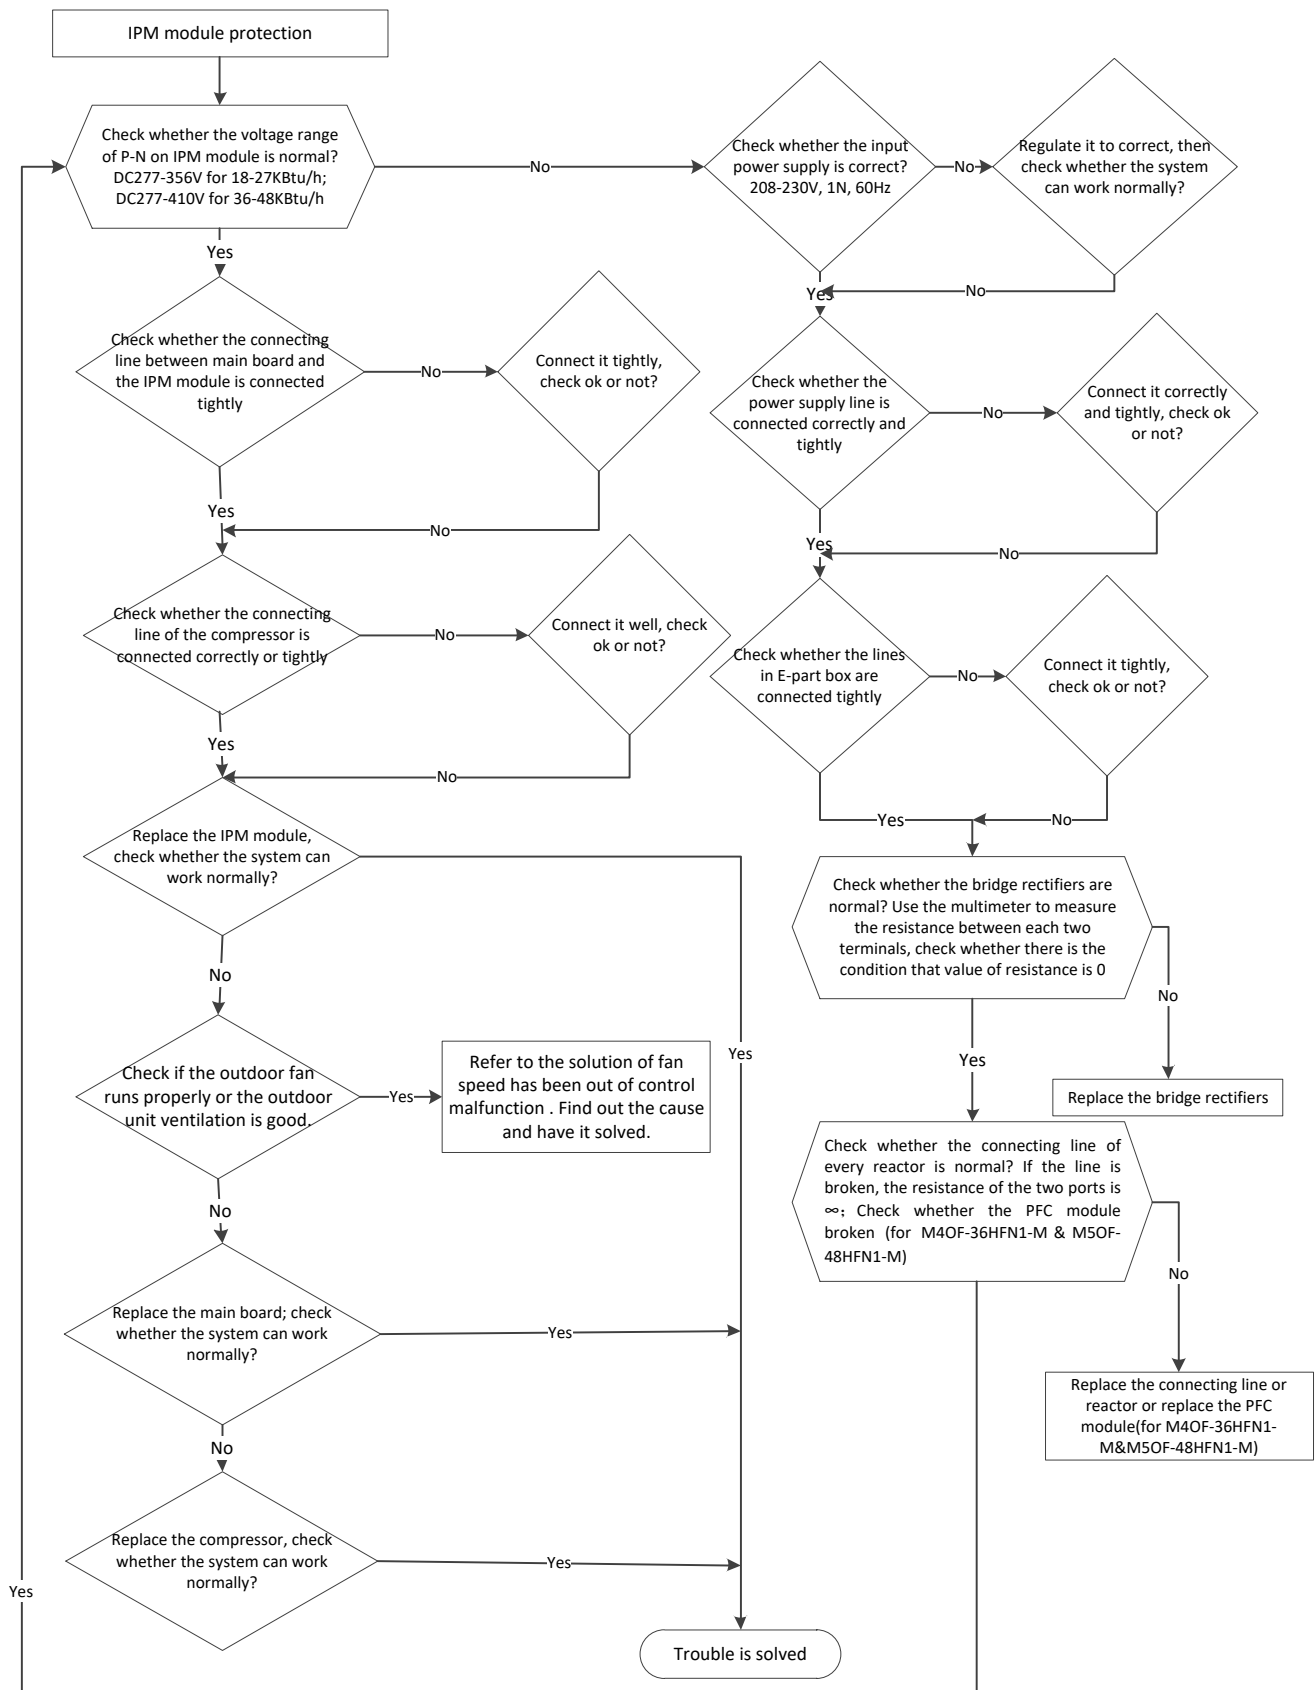 IPM module protection
Check whether the voltage range
of P-N on IPM module is normal?
DC277-356V for 18-27KBtu/h;
DC277-410V for 36-48KBtu/h
No
Check whether the input
power supply is correct?
208-230V, 1N, 60Hz
No
Regulate it to correct, then
check whether the system
can work normally?
Yes
Yes
No
Check whether the connecting
line between main board and
the IPM module is connected
tightly
No
Connect it tightly,
check ok or not?
Check whether the
power supply line is
connected correctly and
tightly
No
Connect it correctly
and tightly, check ok
or not?
Yes
No
Yes
No
Check whether the connecting
line of the compressor is
connected correctly or tightly
No
Connect it well, check
ok or not?
Check whether the lines
in E-part box are
connected tightly
No
Connect it tightly,
check ok or not?
Yes
No
Yes
No
Replace the IPM module,
check whether the system can
work normally?
Check whether the bridge rectifiers are
normal? Use the multimeter to measure
the resistance between each two
terminals, check whether there is the
condition that value of resistance is 0
No
No
Yes
Yes
Check if the outdoor fan
runs properly or the outdoor
unit ventilation is good.
Yes
Refer to the solution of fan
speed has been out of control
malfunction . Find out the cause
and have it solved.
Replace the bridge rectifiers
Check whether the connecting line of
every reactor is normal? If the line is
broken, the resistance of the two ports is
∞; Check whether the PFC module
broken (for M4OF-36HFN1-M & M5OF-
48HFN1-M)
No
No
Replace the main board; check
whether the system can work
normally?
Yes
Replace the connecting line or
reactor or replace the PFC
module(for M4OF-36HFN1-
M&M5OF-48HFN1-M)
No
Replace the compressor, check
whether the system can work
normally?
Yes
Yes
Trouble is solved